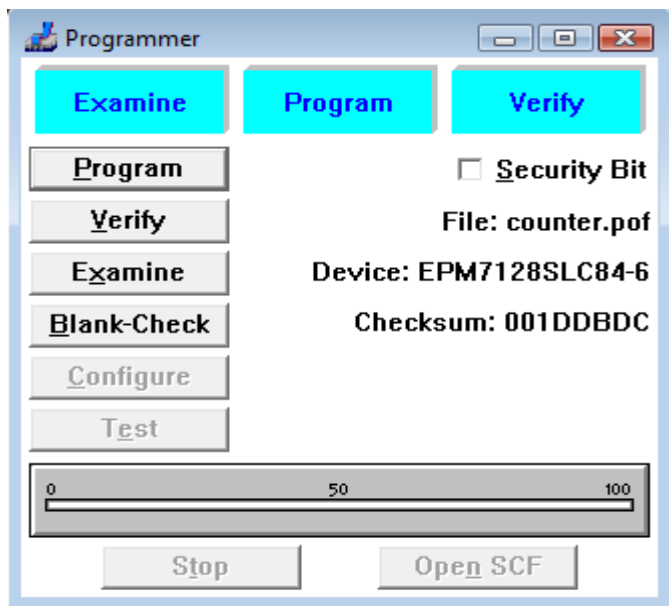 Programmer
Examine Program Verify
Program
Security Bit
Verify
File: counter.pof
Examine
Device: EPM7128SLC84-6
Blank-Check
Checksum: 001DDBDC
Configure
Test
0 50 100
Stop Open SCF